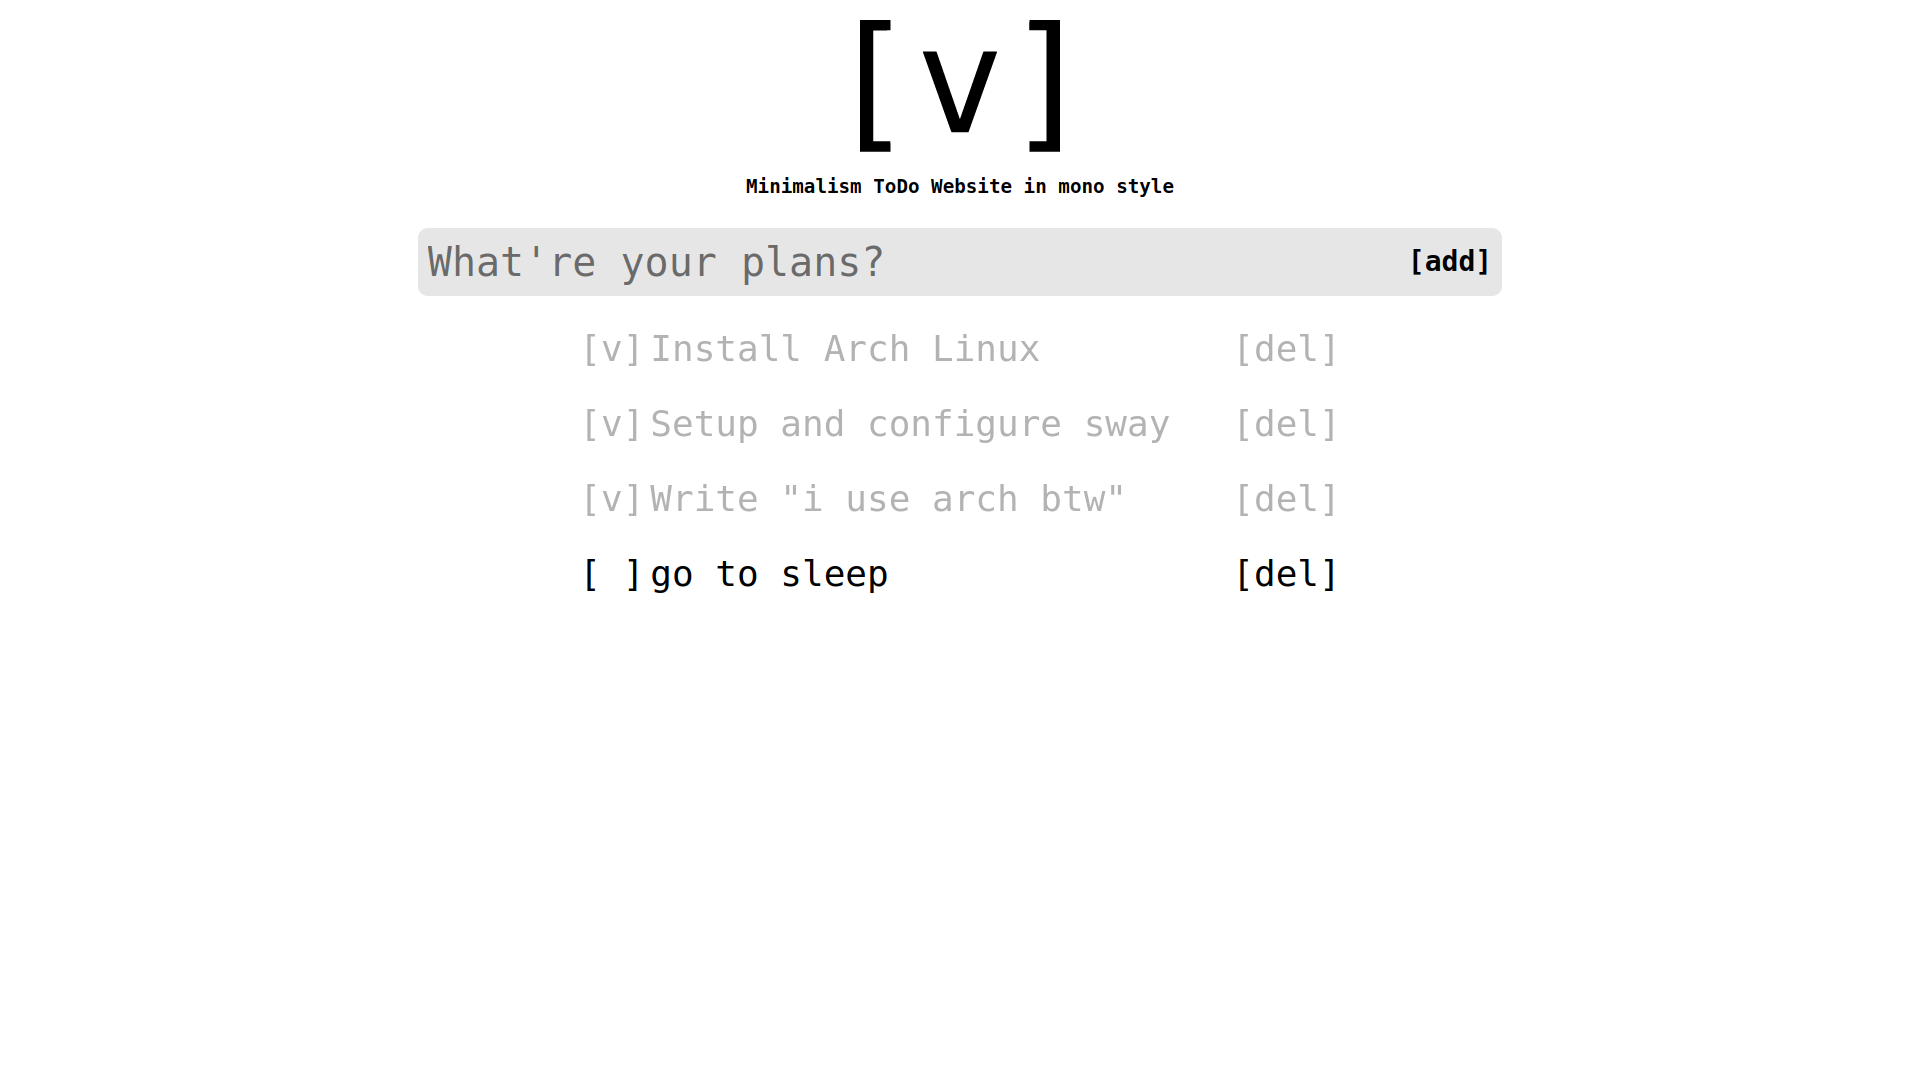 [v]
Minimalism ToDo Website in mono style
What're your plans? [add]
[v] Install Arch Linux [del]
[v] Setup and configure sway [del]
[v] Write "i use arch btw" [del]
[ ] go to sleep [del]